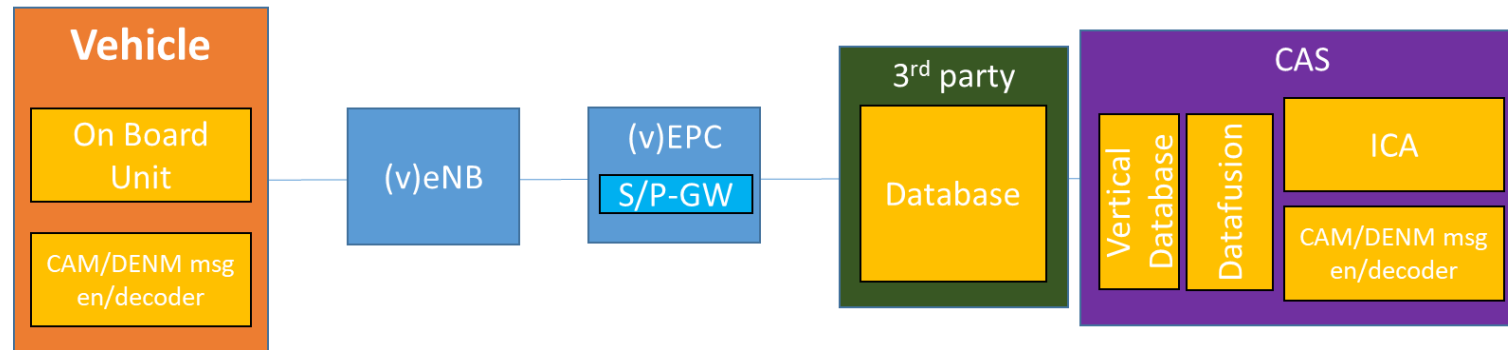 Vehicle
On Board
Unit
CAM/DENM msg
en/decoder
(v)eNB
(v)EPC
S/P-GW
3rd party
Database
CAS
Vertical
Database
Datafusion
ICA
CAM/DENM msg
en/decoder